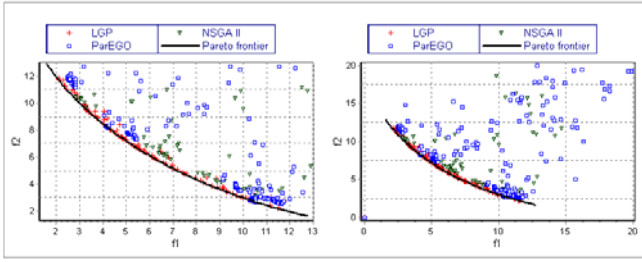 LGP NSGA II
ParEGO Pareto frontier
12
10
8
6
4
2
f2
2 3 4 5 6 7 8 9 10 11 12 13
f1
LGP NSGA II
ParEGO Pareto frontier
20
15
10
5
0
f2
0 5 10 15 20
f1